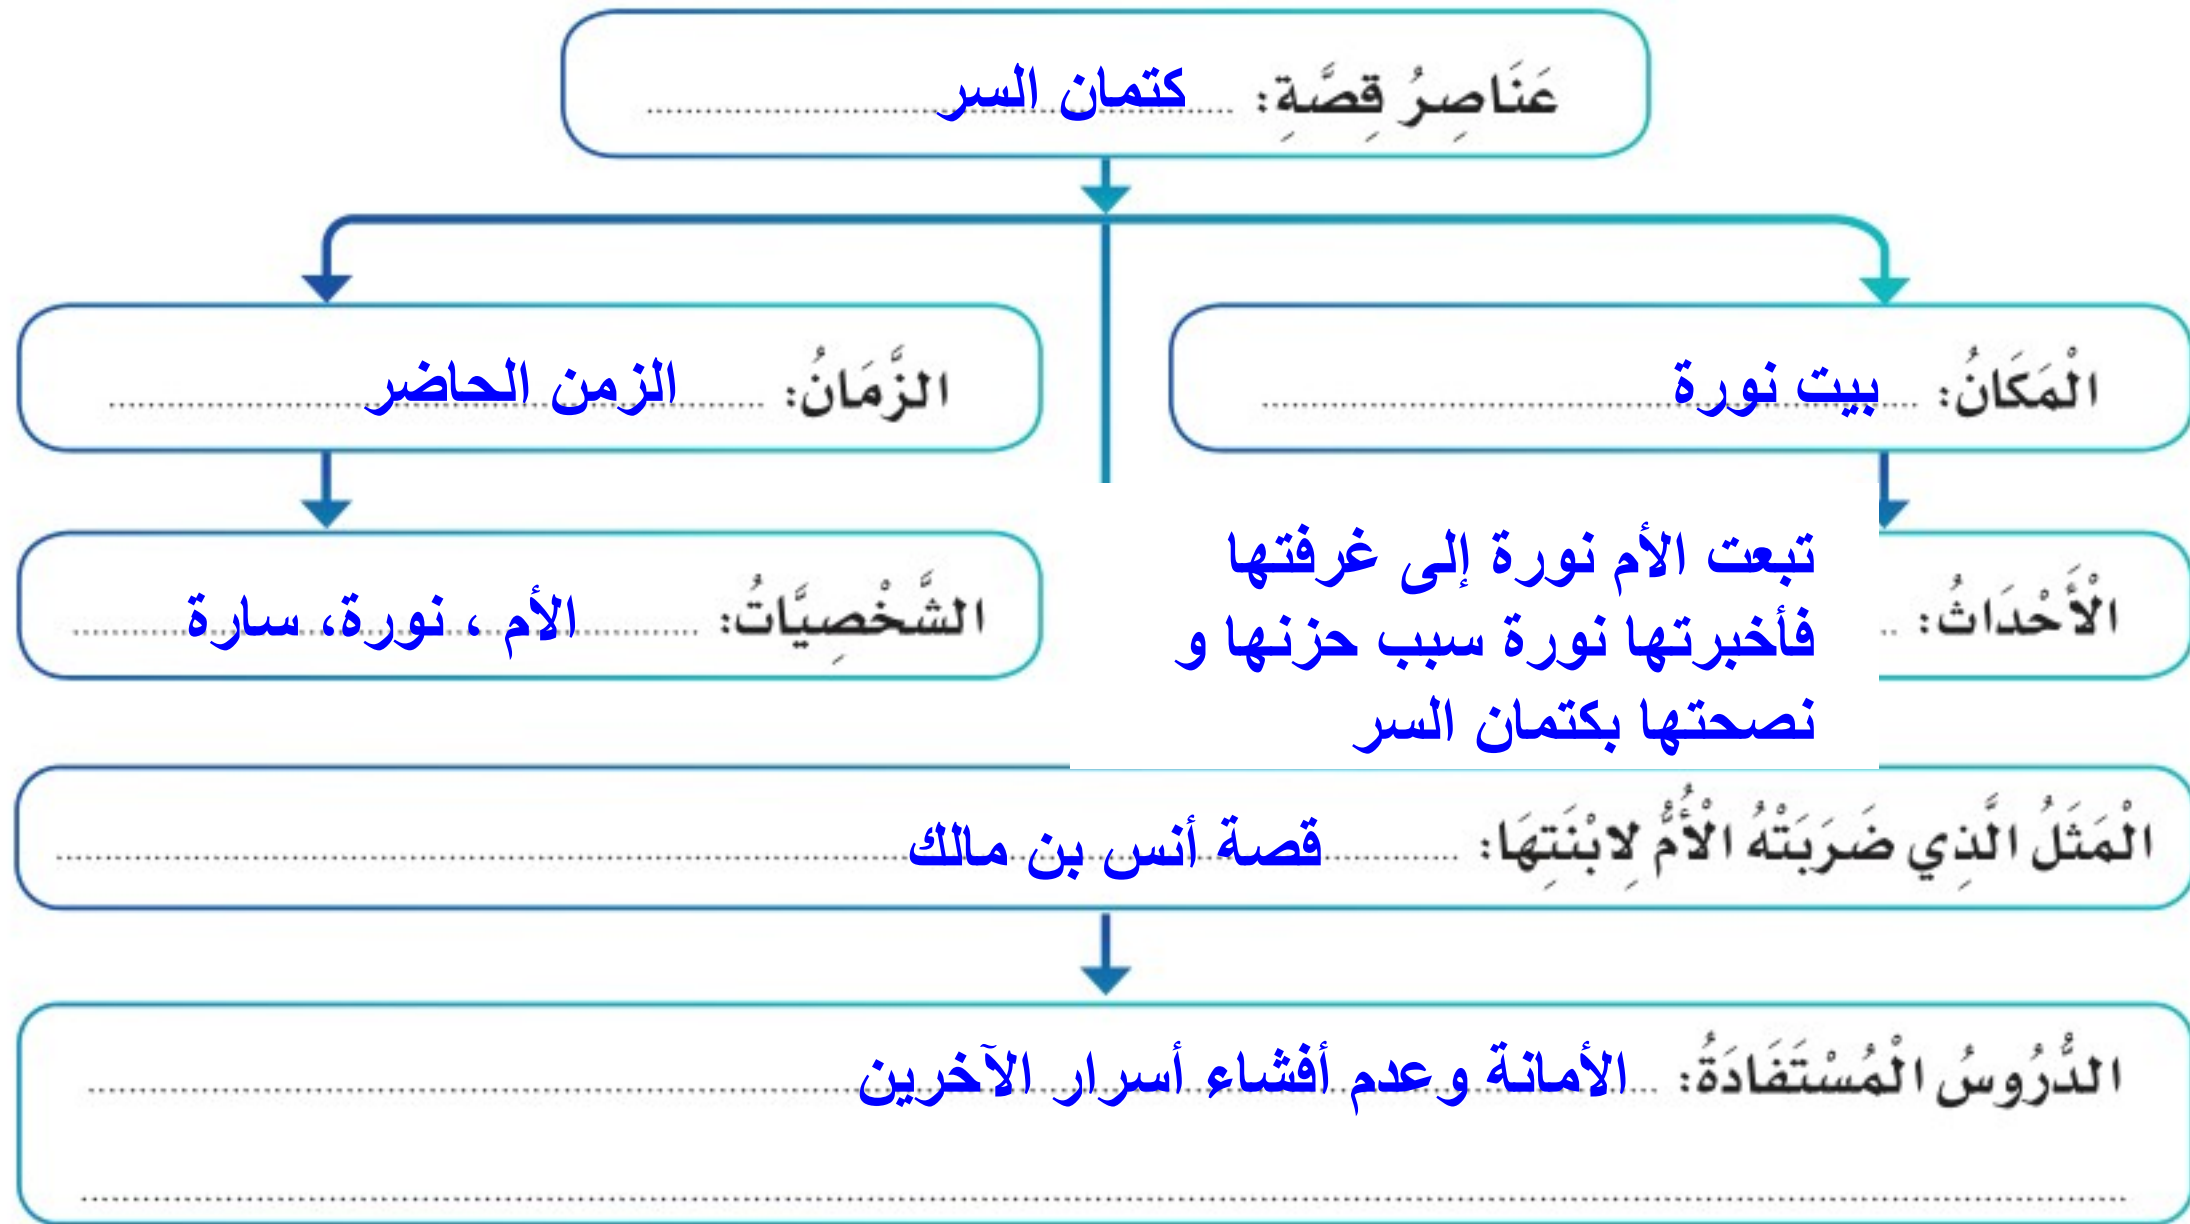 عَنَاصِرُ قِصَّةِ: كتمان السر
الْمَكَانُ: بيت نورة
الزَّمَانُ: الزمن الحاضر
الْأَحْدَاثُ: تبعت الأم نورة إلى غرفتها
فأخبرتها نورة سبب حزنها و
نصحتها بكتمان السر
الشَّخْصِيَّاتُ: الأم ، نورة، سارة
الْمَثَلُ الَّذِي ضَرَبَتْهُ الْأُمُّ لِابْنَتِهَا: قصة أنس بن مالك
الدُّرُوسُ الْمُسْتَفَادَةُ: الأمانة وعدم أفشاء أسرار الآخرين